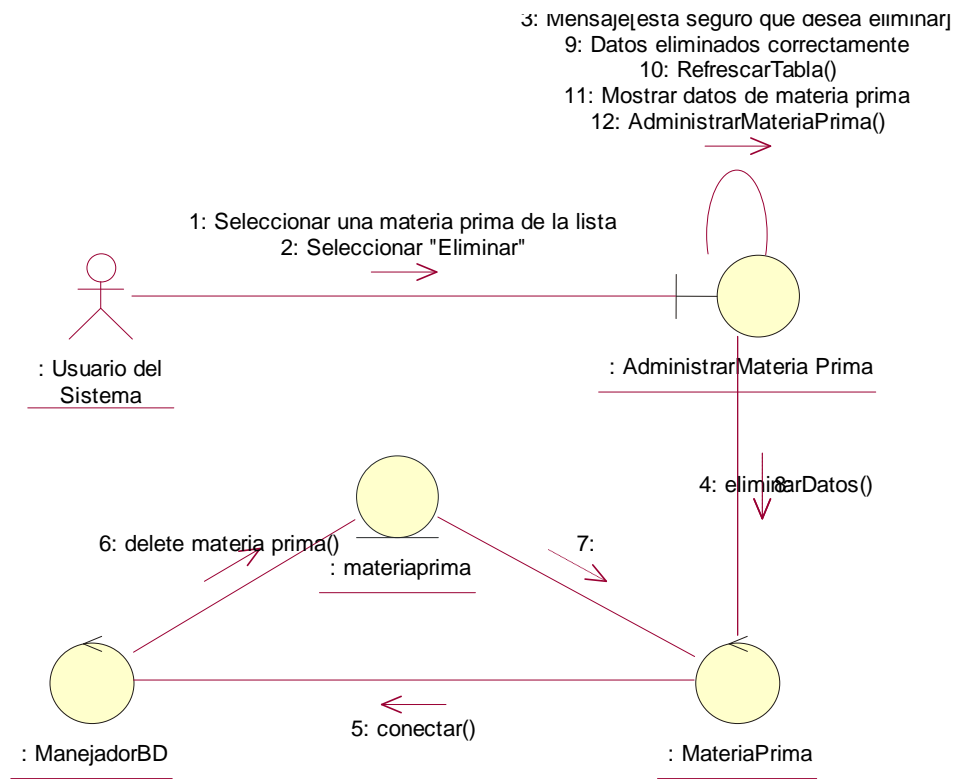 3: Mensaje[esta seguro que desea eliminar]
9: Datos eliminados correctamente
10: RefrescarTabla()
11: Mostrar datos de materia prima
12: AdministrarMateriaPrima()
1: Seleccionar una materia prima de la lista
2: Seleccionar "Eliminar"
: Usuario del
Sistema
: AdministrarMateria Prima
4: eliminarDatos()
8:
6: delete materia prima()
7:
: materiaprima
5: conectar()
: ManejadorBD
: MateriaPrima